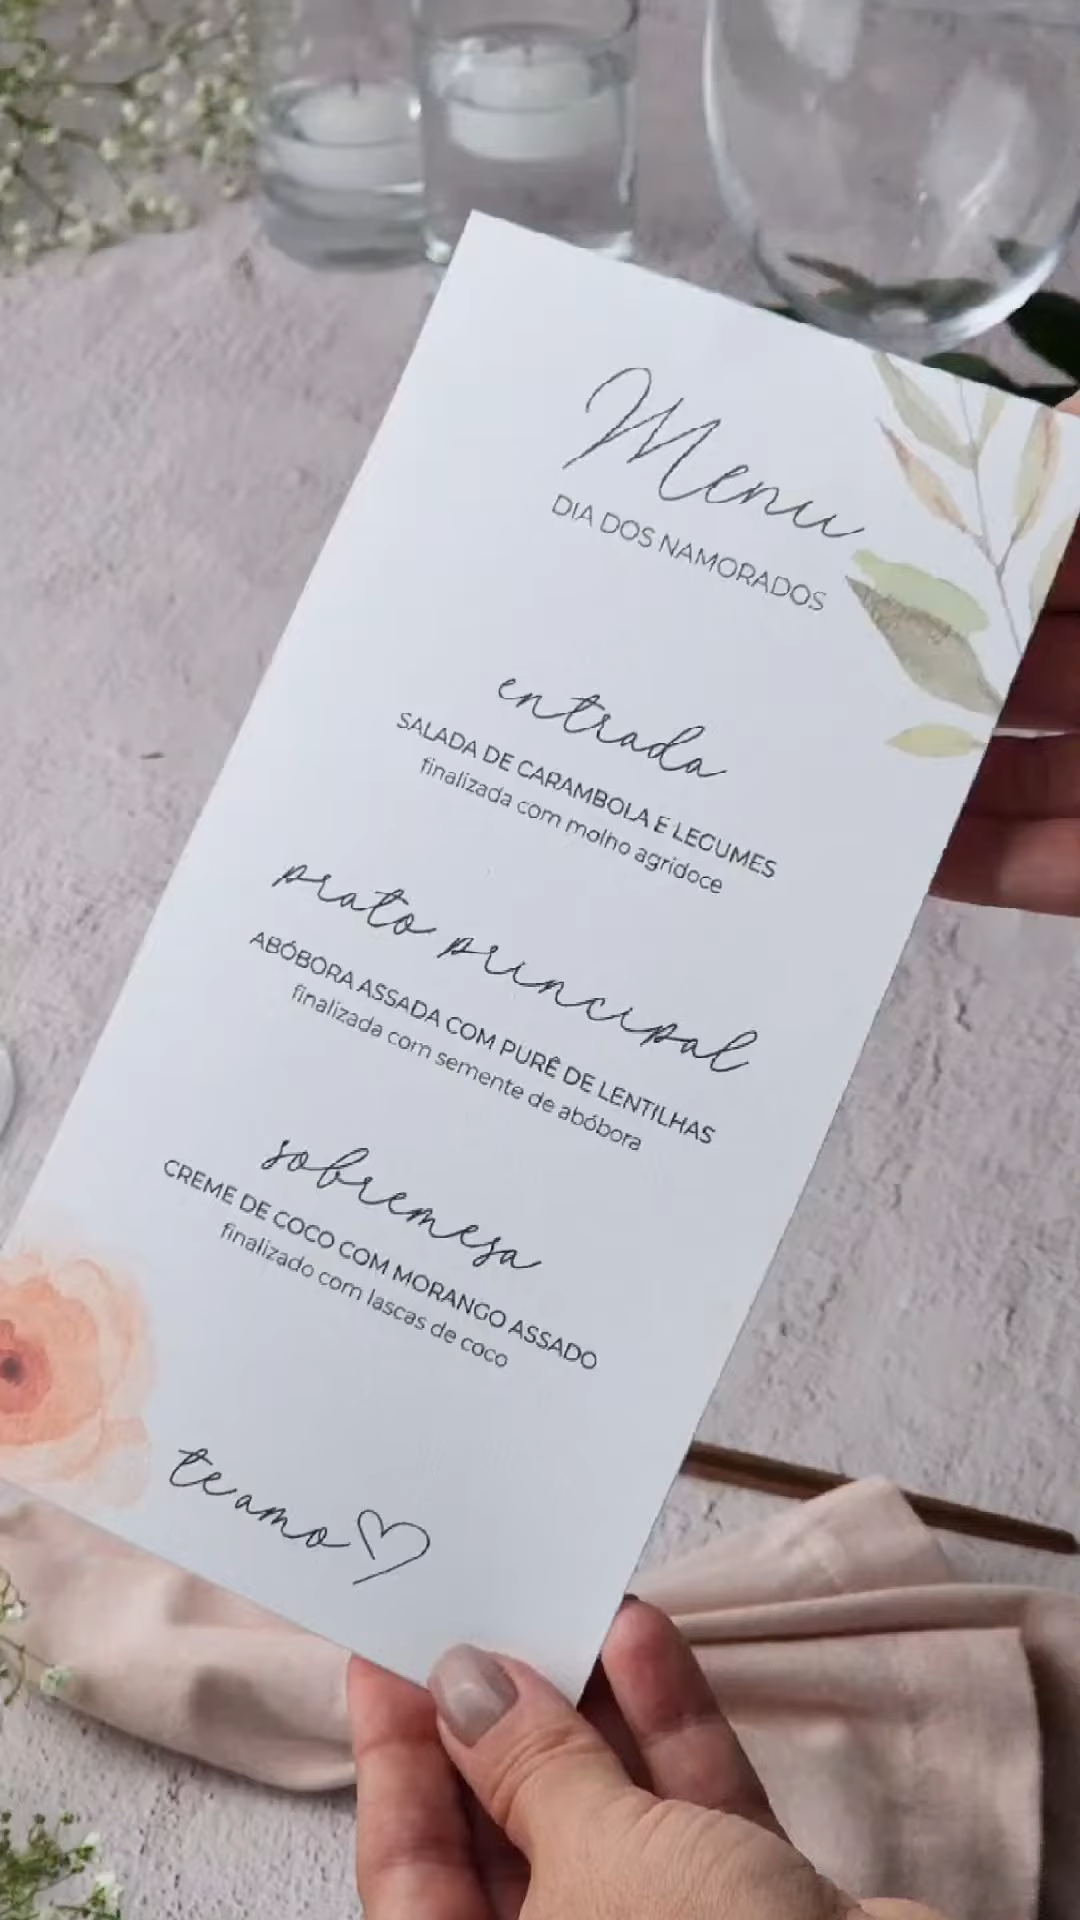 Menu
DIA DOS NAMORADOS
entrada
SALADA DE CARAMBOLA E LEGUMES
finalizada com molho agridoce
prato principal
ABÓBORA ASSADA COM PURÊ DE LENTILHAS
finalizada com semente de abóbora
sobremesa
CREME DE COCO COM MORANGO ASSADO
finalizado com lascas de coco
te amo